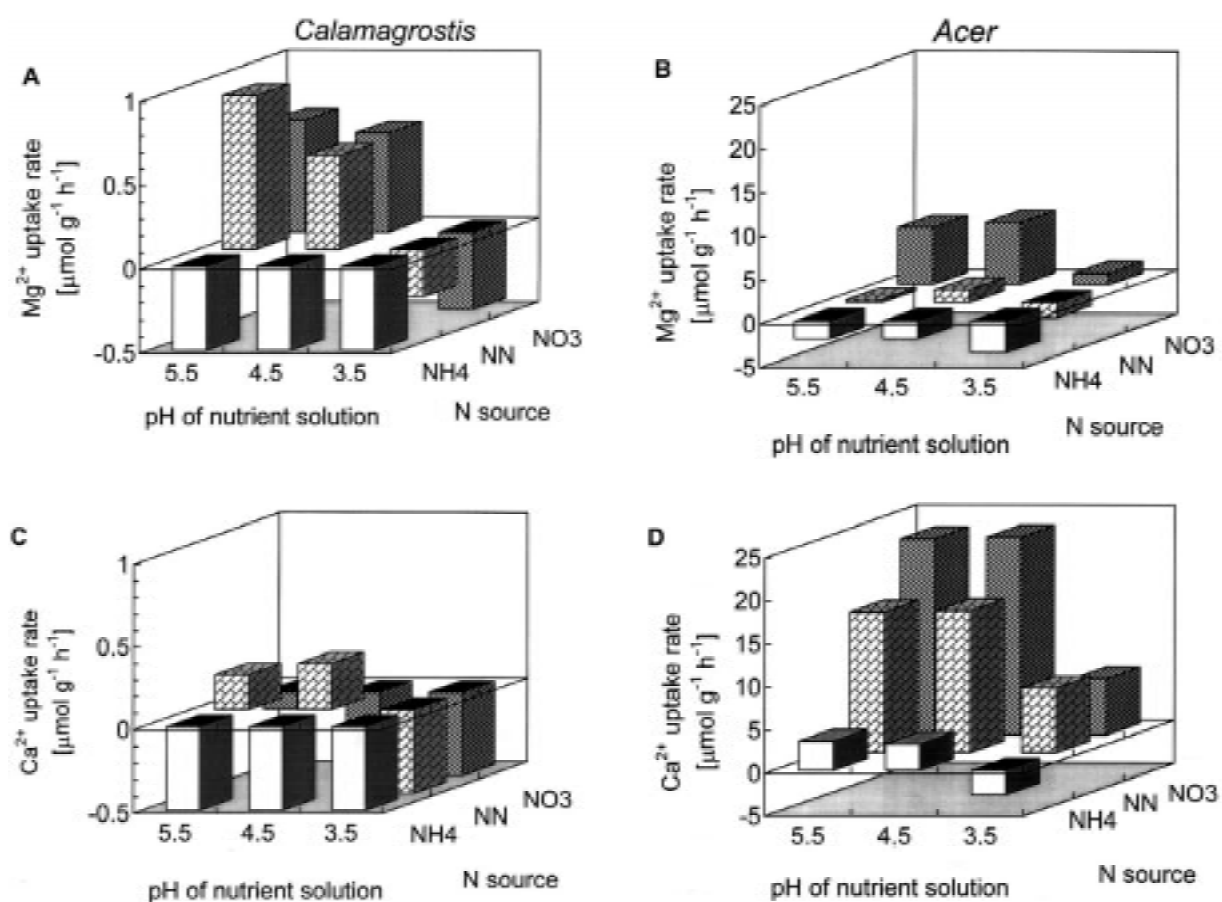 Calamagrostis
A
Mg2+ uptake rate
[µmol g-1 h-1]
1
0.5
0
-0.5
5.5
4.5
3.5
NH4
NN
NO3
pH of nutrient solution
N source
Acer
B
Mg2+ uptake rate
[µmol g-1 h-1]
25
20
15
10
5
0
-5
5.5
4.5
3.5
NH4
NN
NO3
pH of nutrient solution
N source
C
Ca2+ uptake rate
[µmol g-1 h-1]
1
0.5
0
-0.5
5.5
4.5
3.5
NH4
NN
NO3
pH of nutrient solution
N source
D
Ca2+ uptake rate
[µmol g-1 h-1]
25
20
15
10
5
0
-5
5.5
4.5
3.5
NH4
NN
NO3
pH of nutrient solution
N source